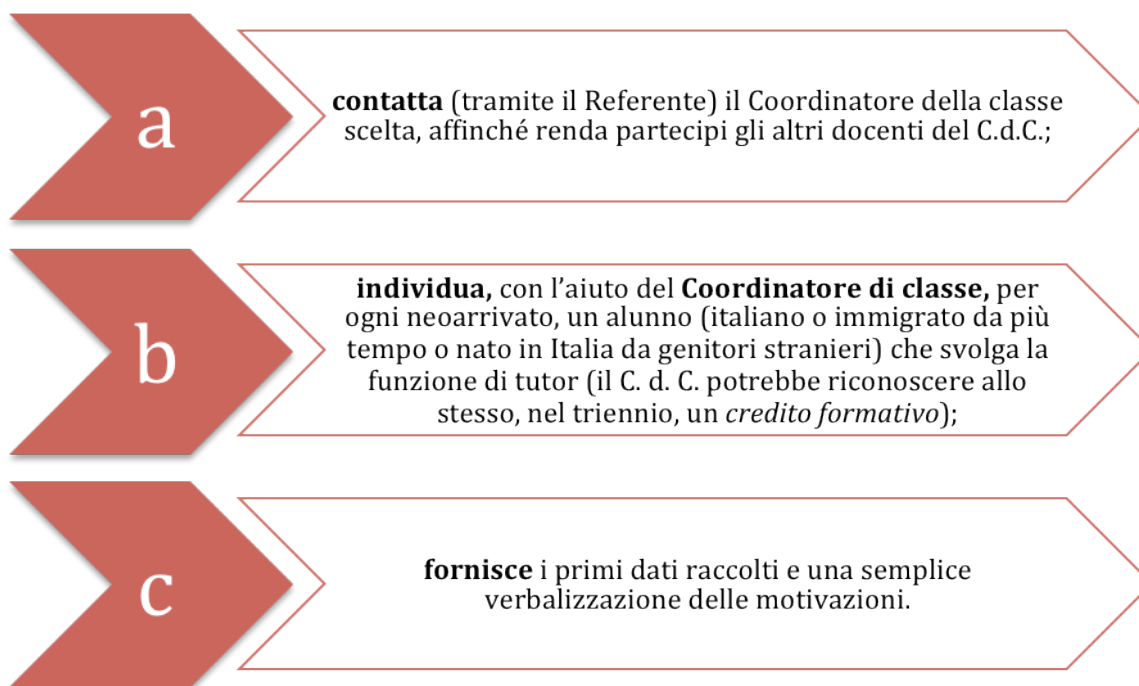 a
contatta (tramite il Referente) il Coordinatore della classe
scelta, affinché renda partecipi gli altri docenti del C.d.C.;
b
individua, con l’aiuto del Coordinatore di classe, per
ogni neoarrivato, un alunno (italiano o immigrato da più
tempo o nato in Italia da genitori stranieri) che svolga la
funzione di tutor (il C. d. C. potrebbe riconoscere allo
stesso, nel triennio, un credito formativo);
c
fornisce i primi dati raccolti e una semplice
verbalizzazione delle motivazioni.